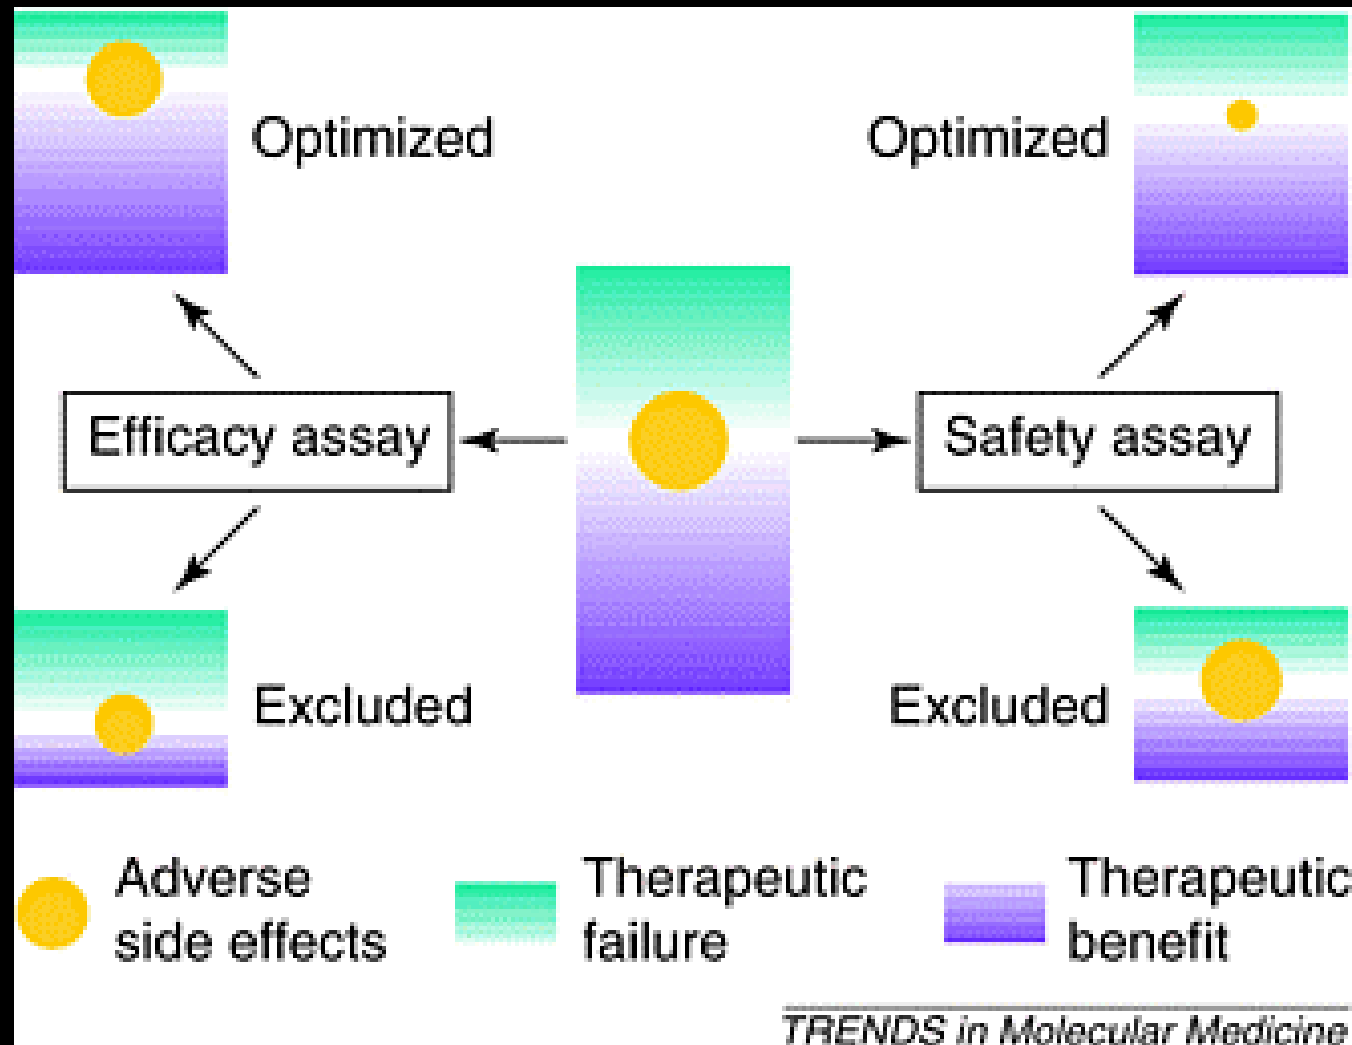 Optimized
Optimized
Efficacy assay
Safety assay
Excluded
Excluded
Adverse
side effects
Therapeutic
failure
Therapeutic
benefit
TRENDS in Molecular Medicine